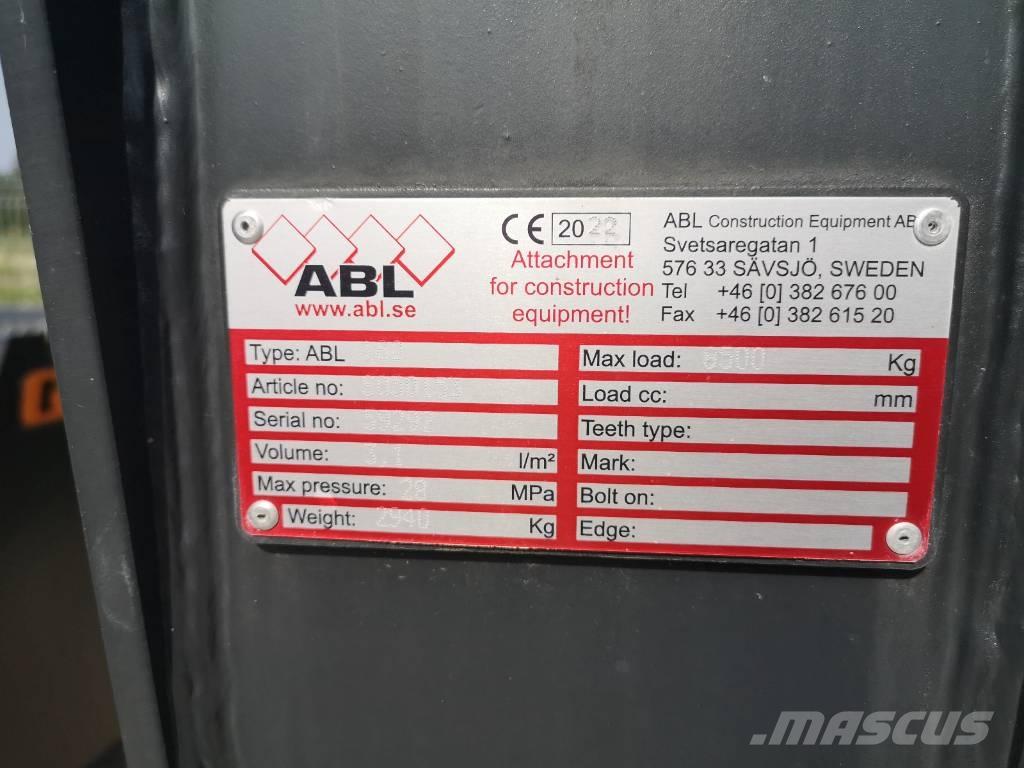 ABL
www.abl.se
CE 2022
Attachment
for construction
equipment!
ABL Construction Equipment AB
Svetsaregatan 1
576 33 SÄVSJÖ, SWEDEN
Tel +46 [0] 382 676 00
Fax +46 [0] 382 615 20
Type: ABL
Article no:
Serial no:
Volume: l/m²
Max pressure: 28 MPa
Weight: 2940 Kg
Max load: 6500 Kg
Load cc: mm
Teeth type:
Mark:
Bolt on:
Edge:
MASCUS